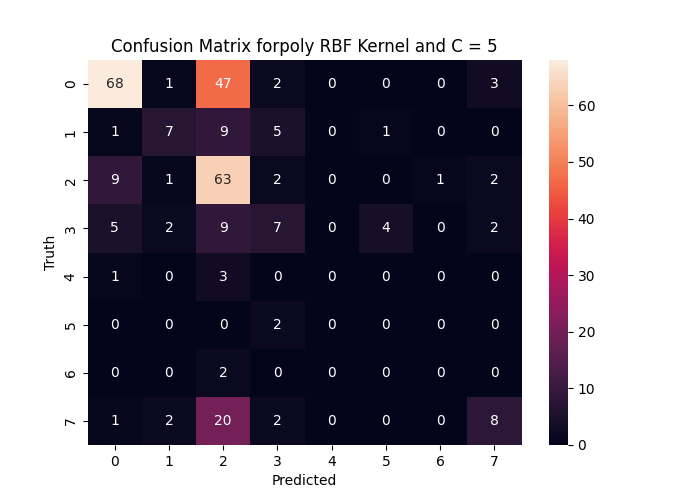 Confusion Matrix forpoly RBF Kernel and C = 5
0 68 1 47 2 0 0 0 3
1 1 7 9 5 0 1 0 0
2 9 1 63 2 0 0 1 2
3 5 2 9 7 0 4 0 2
4 1 0 3 0 0 0 0 0
5 0 0 0 2 0 0 0 0
6 0 0 2 0 0 0 0 0
7 1 2 20 2 0 0 0 8
0 1 2 3 4 5 6 7
Predicted
Truth
60
50
40
30
20
10
0